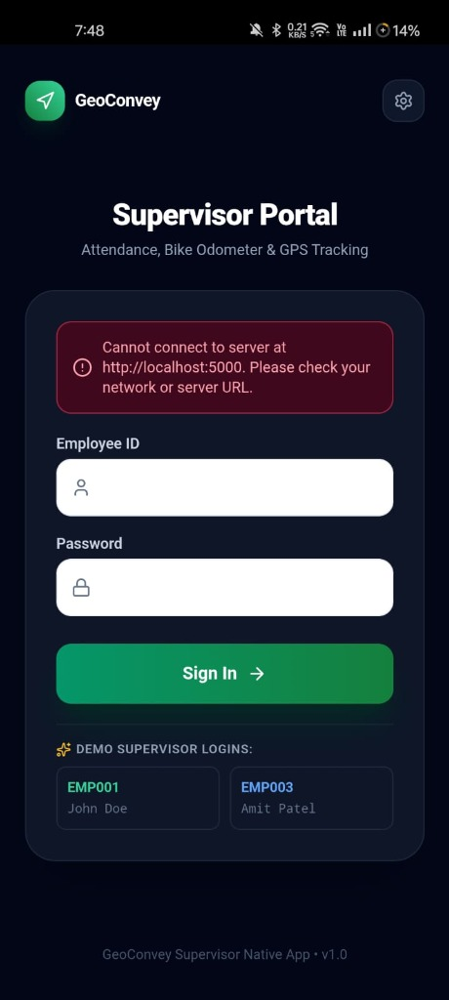 7:48
0.21
KB/S
5
Vo
LTE
14%
GeoConvey
Supervisor Portal
Attendance, Bike Odometer & GPS Tracking
Cannot connect to server at
http://localhost:5000. Please check your
network or server URL.
Employee ID
Password
Sign In
DEMO SUPERVISOR LOGINS:
EMP001
John Doe
EMP003
Amit Patel
GeoConvey Supervisor Native App • v1.0